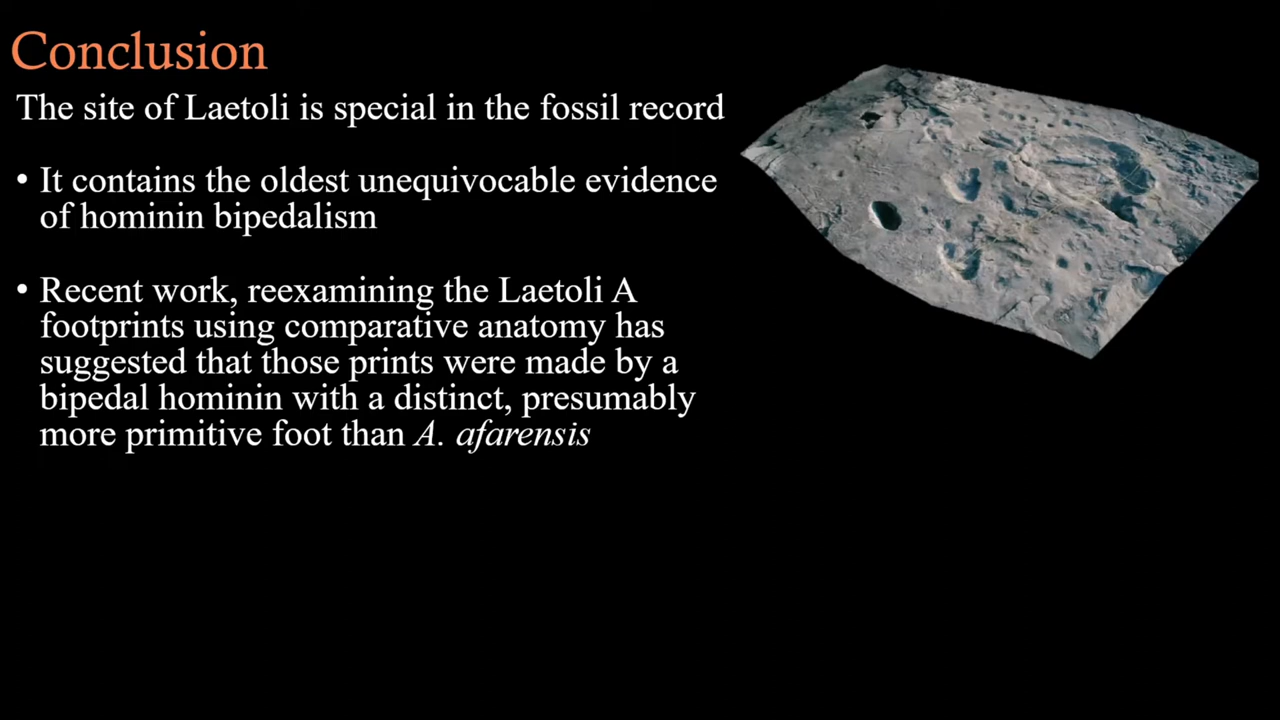 Conclusion
The site of Laetoli is special in the fossil record
• It contains the oldest unequivocable evidence
of hominin bipedalism
• Recent work, reexamining the Laetoli A
footprints using comparative anatomy has
suggested that those prints were made by a
bipedal hominin with a distinct, presumably
more primitive foot than A. afarensis